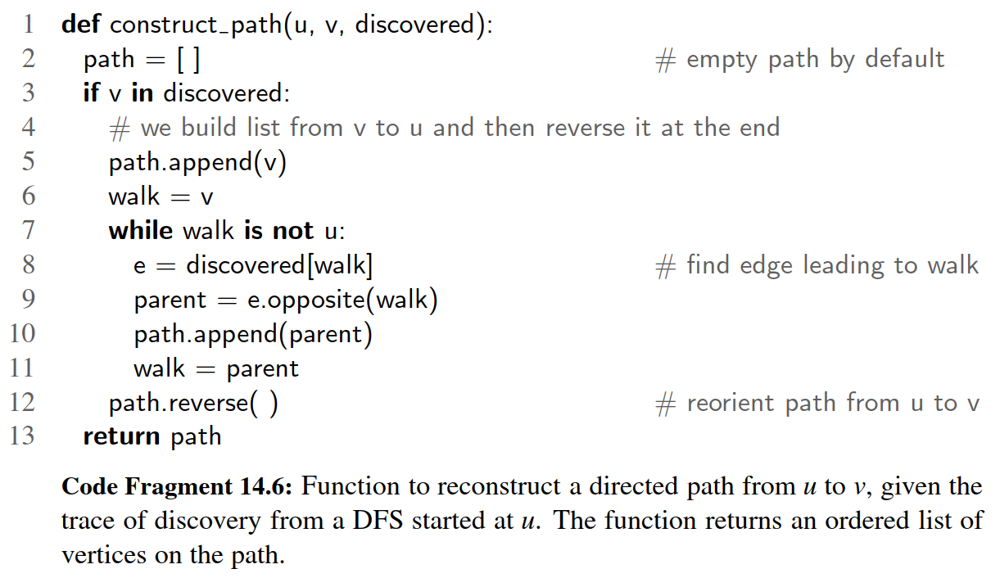 1 def construct_path(u, v, discovered):
2 path = [ ] # empty path by default
3 if v in discovered:
4 # we build list from v to u and then reverse it at the end
5 path.append(v)
6 walk = v
7 while walk is not u:
8 e = discovered[walk] # find edge leading to walk
9 parent = e.opposite(walk)
10 path.append(parent)
11 walk = parent
12 path.reverse( ) # reorient path from u to v
13 return path
Code Fragment 14.6: Function to reconstruct a directed path from u to v, given the
trace of discovery from a DFS started at u. The function returns an ordered list of
vertices on the path.